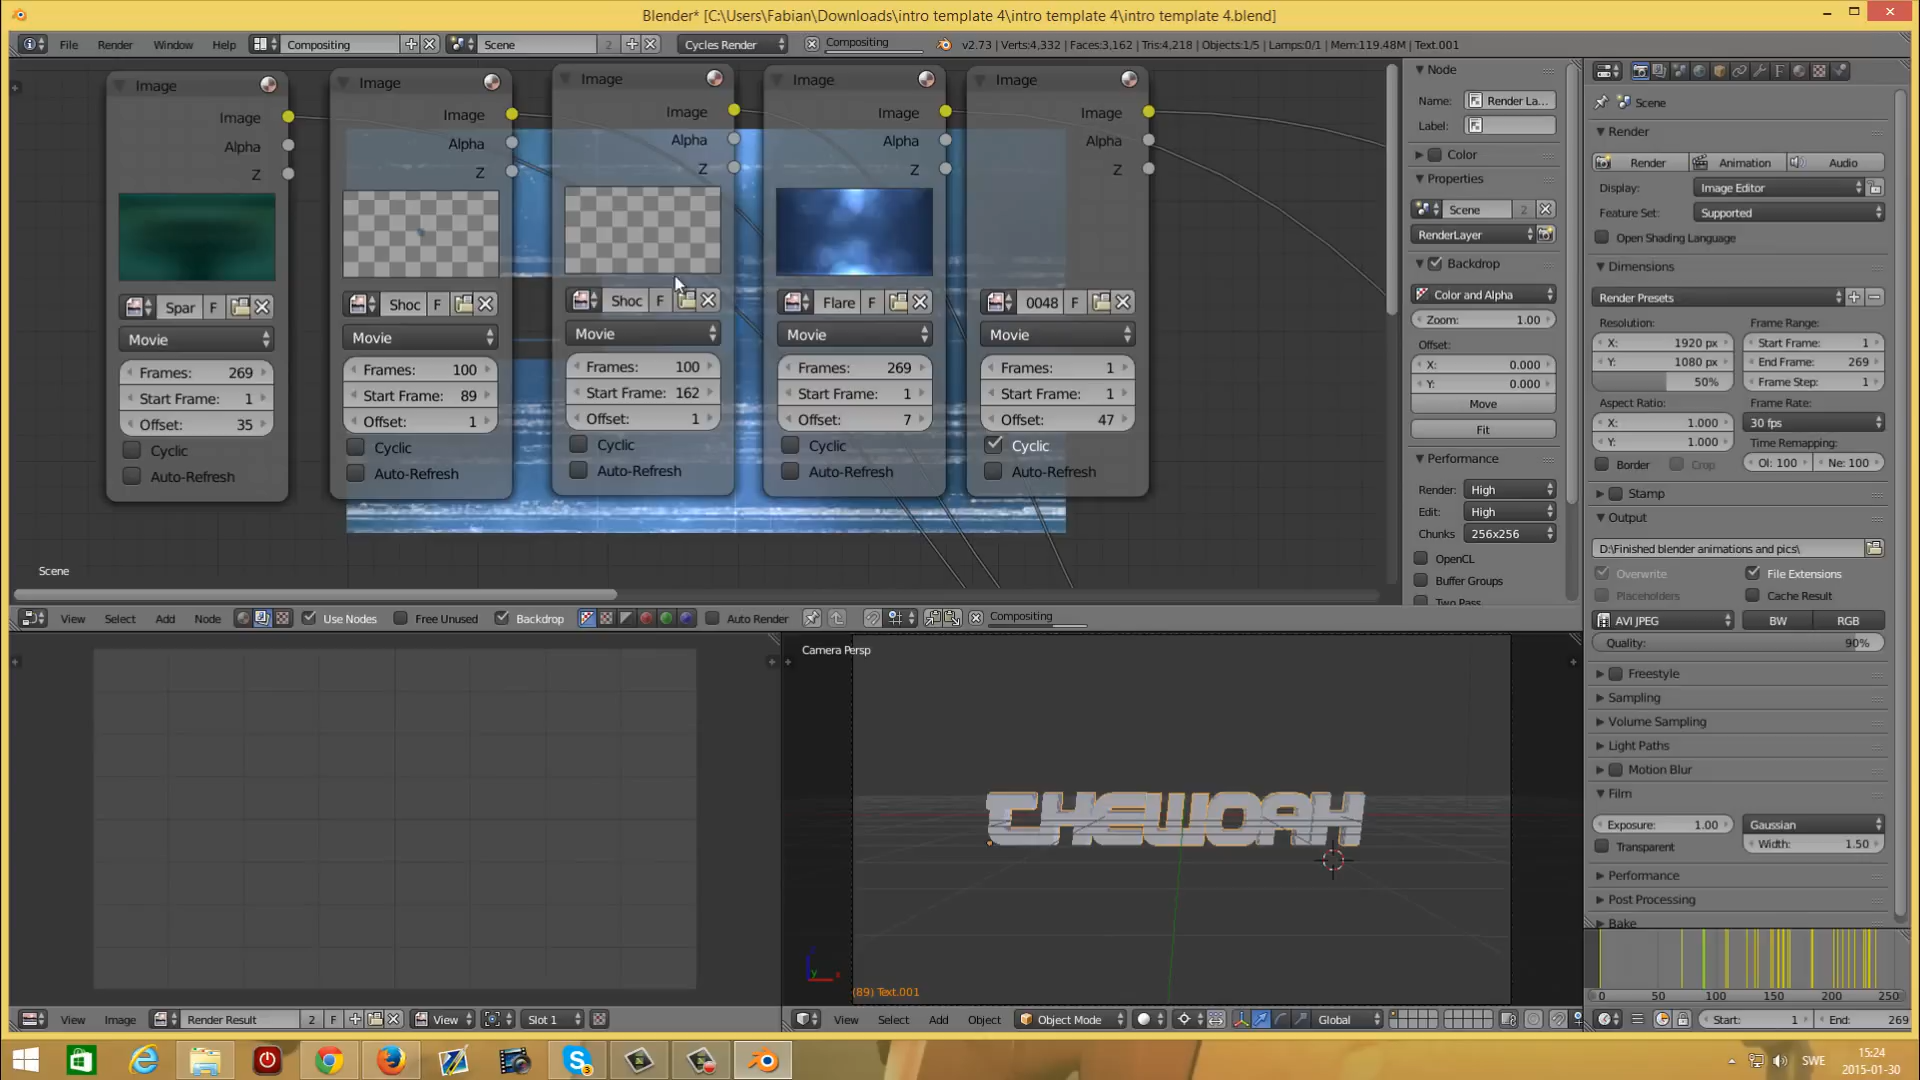 Blender* [C:\Users\Fabian\Downloads\intro template 4\intro template 4\intro template 4.blend]
File Render Window Help Compositing Scene 2 Cycles Render Compositing v2.73 | Verts:4,332 | Faces:3,162 | Tris:4,218 | Objects:1/5 | Lamps:0/1 | Mem:119.48M | Text.001
Image Image Image Image Image
Image Image Image Image Image
Alpha Alpha Alpha Alpha Alpha
Z Z Z Z Z
Spar F Shoc F Shoc F Flare F 0048 F
Movie Movie Movie Movie Movie
Frames: 269 Frames: 100 Frames: 100 Frames: 269 Frames: 1
Start Frame: 1 Start Frame: 89 Start Frame: 162 Start Frame: 1 Start Frame: 1
Offset: 35 Offset: 1 Offset: 1 Offset: 7 Offset: 47
Cyclic Cyclic Cyclic Cyclic Cyclic
Auto-Refresh Auto-Refresh Auto-Refresh Auto-Refresh Auto-Refresh
Scene
View Select Add Node Use Nodes Free Unused Backdrop Auto Render Compositing
Node
Name: Render La...
Label:
Color
Properties
Scene 2
RenderLayer
Backdrop
Color and Alpha
Zoom: 1.00
Offset:
X: 0.000
Y: 0.000
Move
Fit
Performance
Render: High
Edit: High
Chunks 256x256
OpenCL
Buffer Groups
Two Pass
Scene
Render
Render Animation Audio
Display: Image Editor
Feature Set: Supported
Open Shading Language
Dimensions
Render Presets
Resolution: Frame Range:
X: 1920 px Start Frame: 1
Y: 1080 px End Frame: 269
50% Frame Step: 1
Aspect Ratio: Frame Rate:
X: 1.000 30 fps
Y: 1.000 Time Remapping:
Border Crop Ol: 100 Ne: 100
Stamp
Output
D:\Finished blender animations and pics\
Overwrite File Extensions
Placeholders Cache Result
AVI JPEG BW RGB
Quality: 90%
Freestyle
Sampling
Volume Sampling
Light Paths
Motion Blur
Film
Exposure: 1.00 Gaussian
Transparent Width: 1.50
Performance
Post Processing
Bake
Camera Persp
THEWOAH
(89) Text.001
0 50 100 150 200 250
View Image Render Result 2 F View Slot 1
View Select Add Object Object Mode Global
Start: 1 End: 269
SWE
15:24
2015-01-30